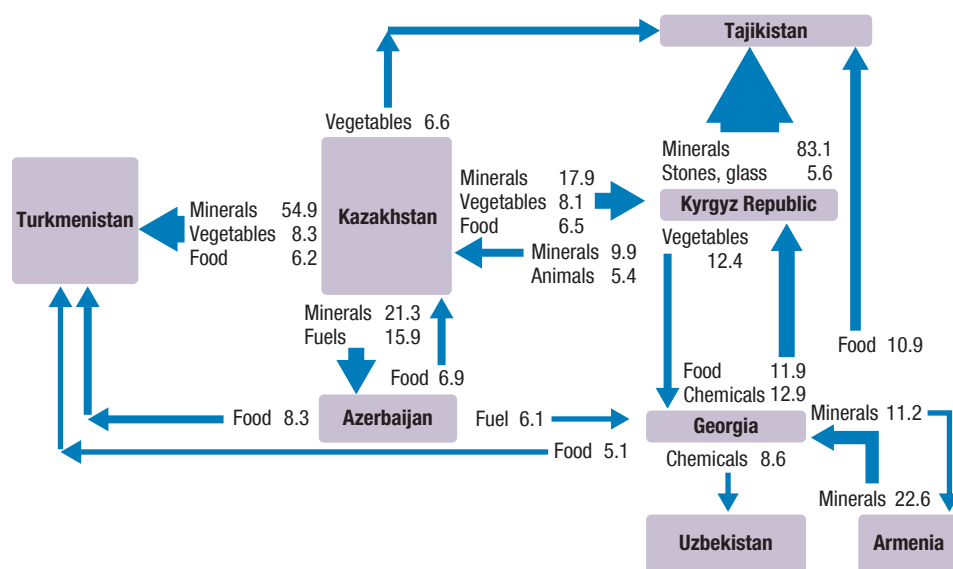 Tajikistan
Vegetables 6.6
Minerals 83.1
Stones, glass 5.6
Turkmenistan
Minerals 54.9
Vegetables 8.3
Food 6.2
Kazakhstan
Minerals 17.9
Vegetables 8.1
Food 6.5
Kyrgyz Republic
Minerals 9.9
Animals 5.4
Vegetables
12.4
Minerals 21.3
Fuels 15.9
Food 6.9
Food 10.9
Food 11.9
Chemicals 12.9
Food 8.3
Azerbaijan
Fuel 6.1
Georgia
Minerals 11.2
Food 5.1
Chemicals 8.6
Minerals 22.6
Uzbekistan
Armenia